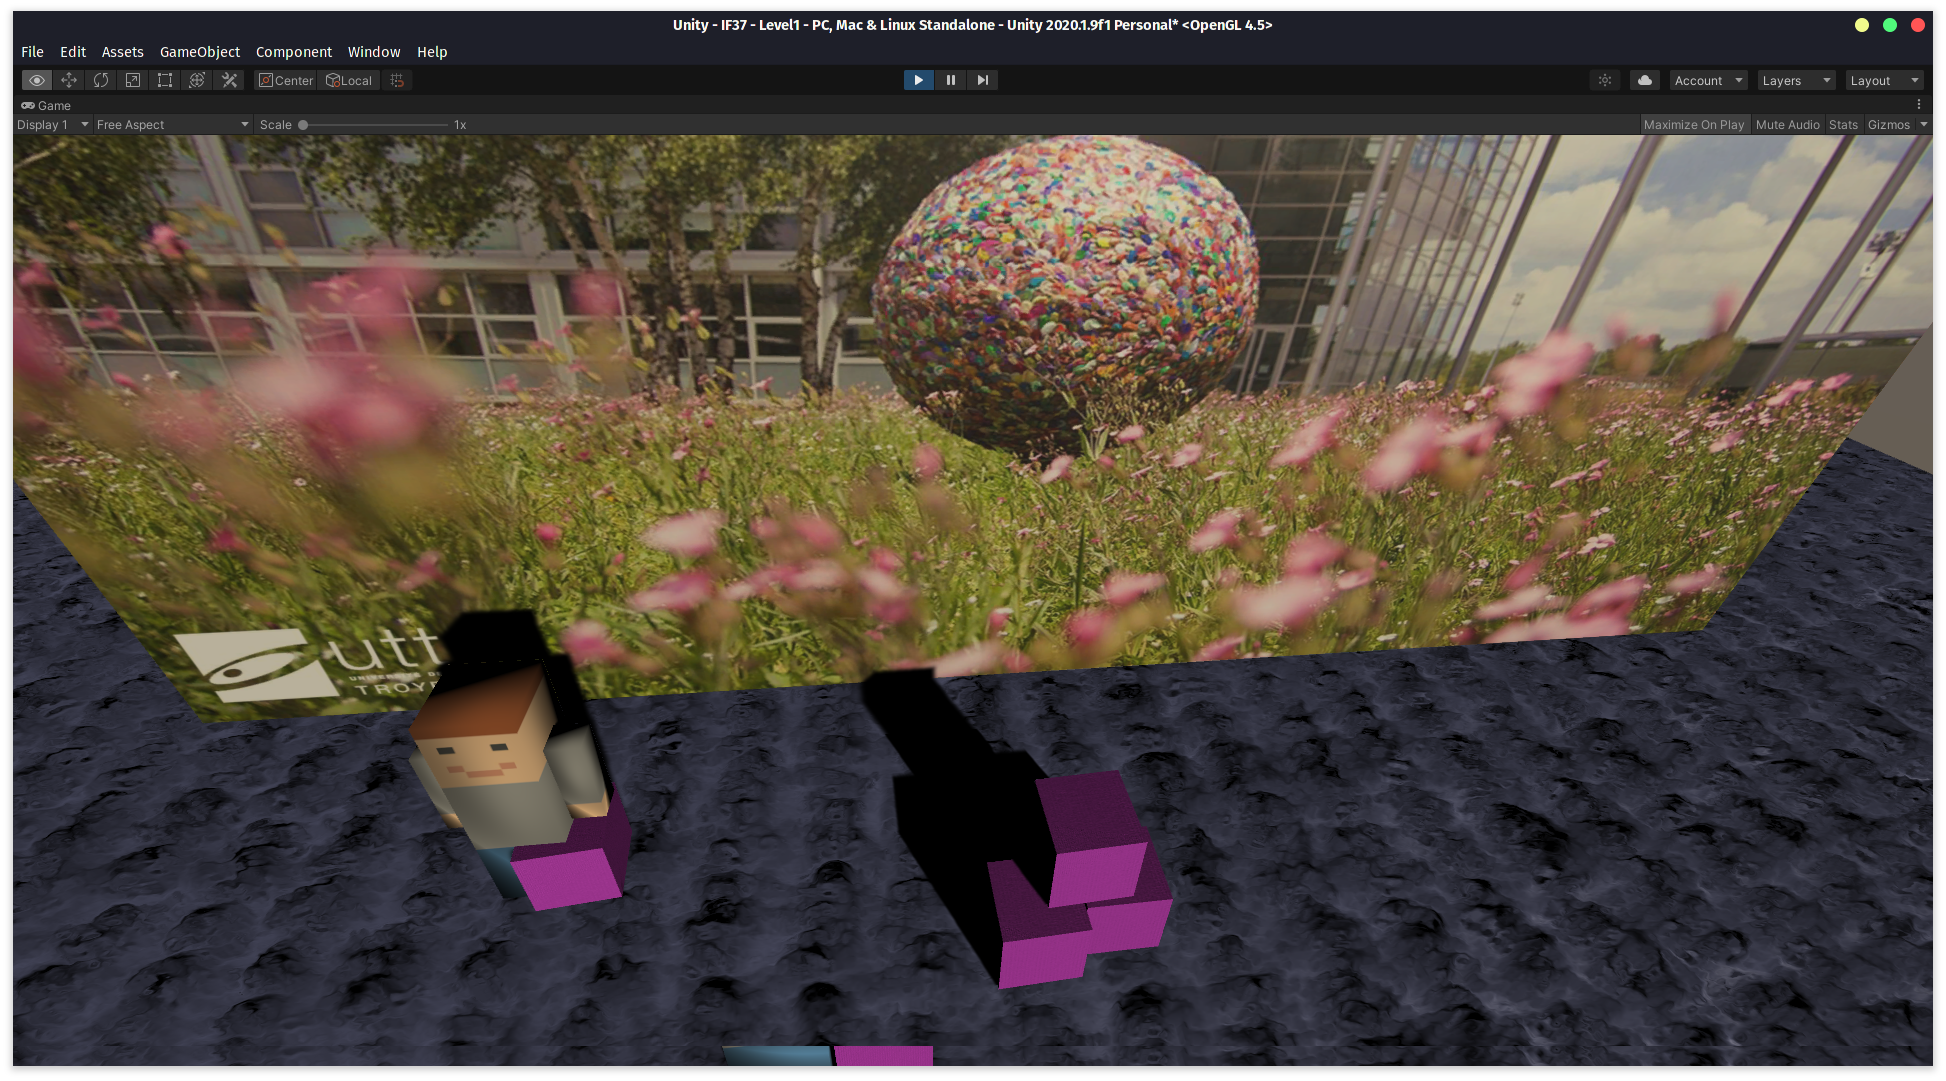 Unity - IF37 - Level1 - PC, Mac & Linux Standalone - Unity 2020.1.9f1 Personal* <OpenGL 4.5>
File Edit Assets GameObject Component Window Help
Center Local Account Layers Layout
Game
Display 1 Free Aspect Scale 1x Maximize On Play Mute Audio Stats Gizmos
utt
UNIVERSITÉ D
TROY